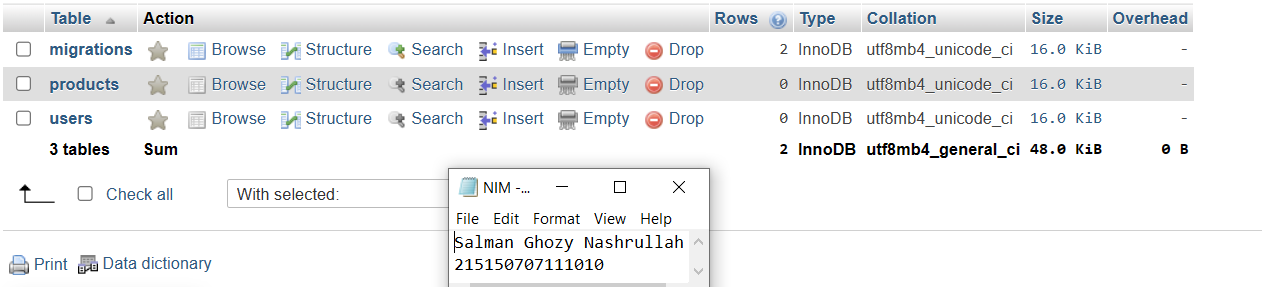 Table Action Rows Type Collation Size Overhead
migrations Browse Structure Search Insert Empty Drop 2 InnoDB utf8mb4_unicode_ci 16.0 KiB -
products Browse Structure Search Insert Empty Drop 0 InnoDB utf8mb4_unicode_ci 16.0 KiB -
users Browse Structure Search Insert Empty Drop 0 InnoDB utf8mb4_unicode_ci 16.0 KiB -
3 tables Sum 2 InnoDB utf8mb4_general_ci 48.0 KiB 0 B
Check all With selected:
NIM -...
File Edit Format View Help
Salman Ghozy Nashrullah
215150707111010
Print Data dictionary